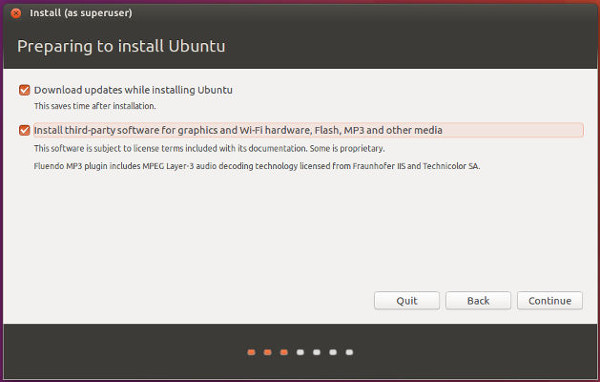 Install (as superuser)
Preparing to install Ubuntu
Download updates while installing Ubuntu
This saves time after installation.
Install third-party software for graphics and Wi-Fi hardware, Flash, MP3 and other media
This software is subject to license terms included with its documentation. Some is proprietary.
Fluendo MP3 plugin includes MPEG Layer-3 audio decoding technology licensed from Fraunhofer IIS and Technicolor SA.
Quit Back Continue